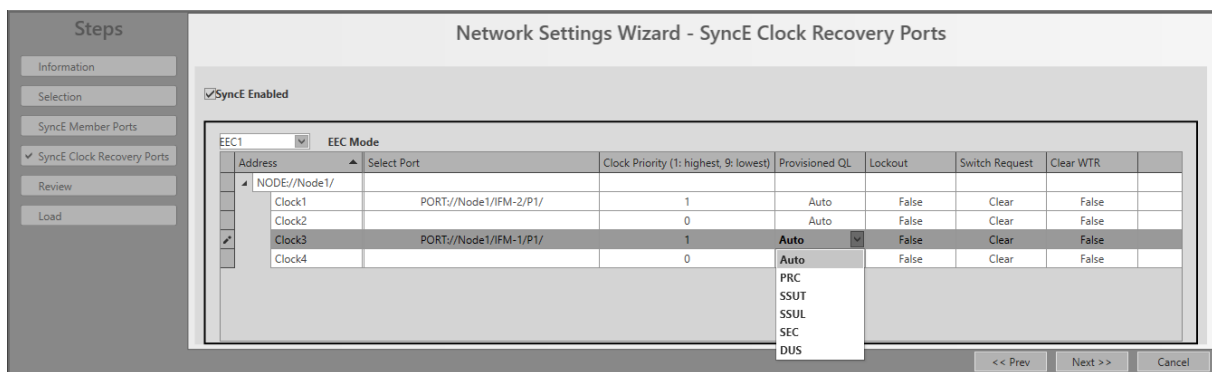 Steps
Network Settings Wizard - SyncE Clock Recovery Ports
Information
Selection
SyncE Member Ports
SyncE Clock Recovery Ports
Review
Load
SyncE Enabled
EEC1 EEC Mode
Address Select Port Clock Priority (1: highest, 9: lowest) Provisioned QL Lockout Switch Request Clear WTR
NODE://Node1/
Clock1 PORT://Node1/IFM-2/P1/ 1 Auto False Clear False
Clock2 0 Auto False Clear False
Clock3 PORT://Node1/IFM-1/P1/ 1 Auto False Clear False
Clock4 0 Auto False Clear False
PRC
SSUT
SSUL
SEC
DUS
<< Prev Next >> Cancel